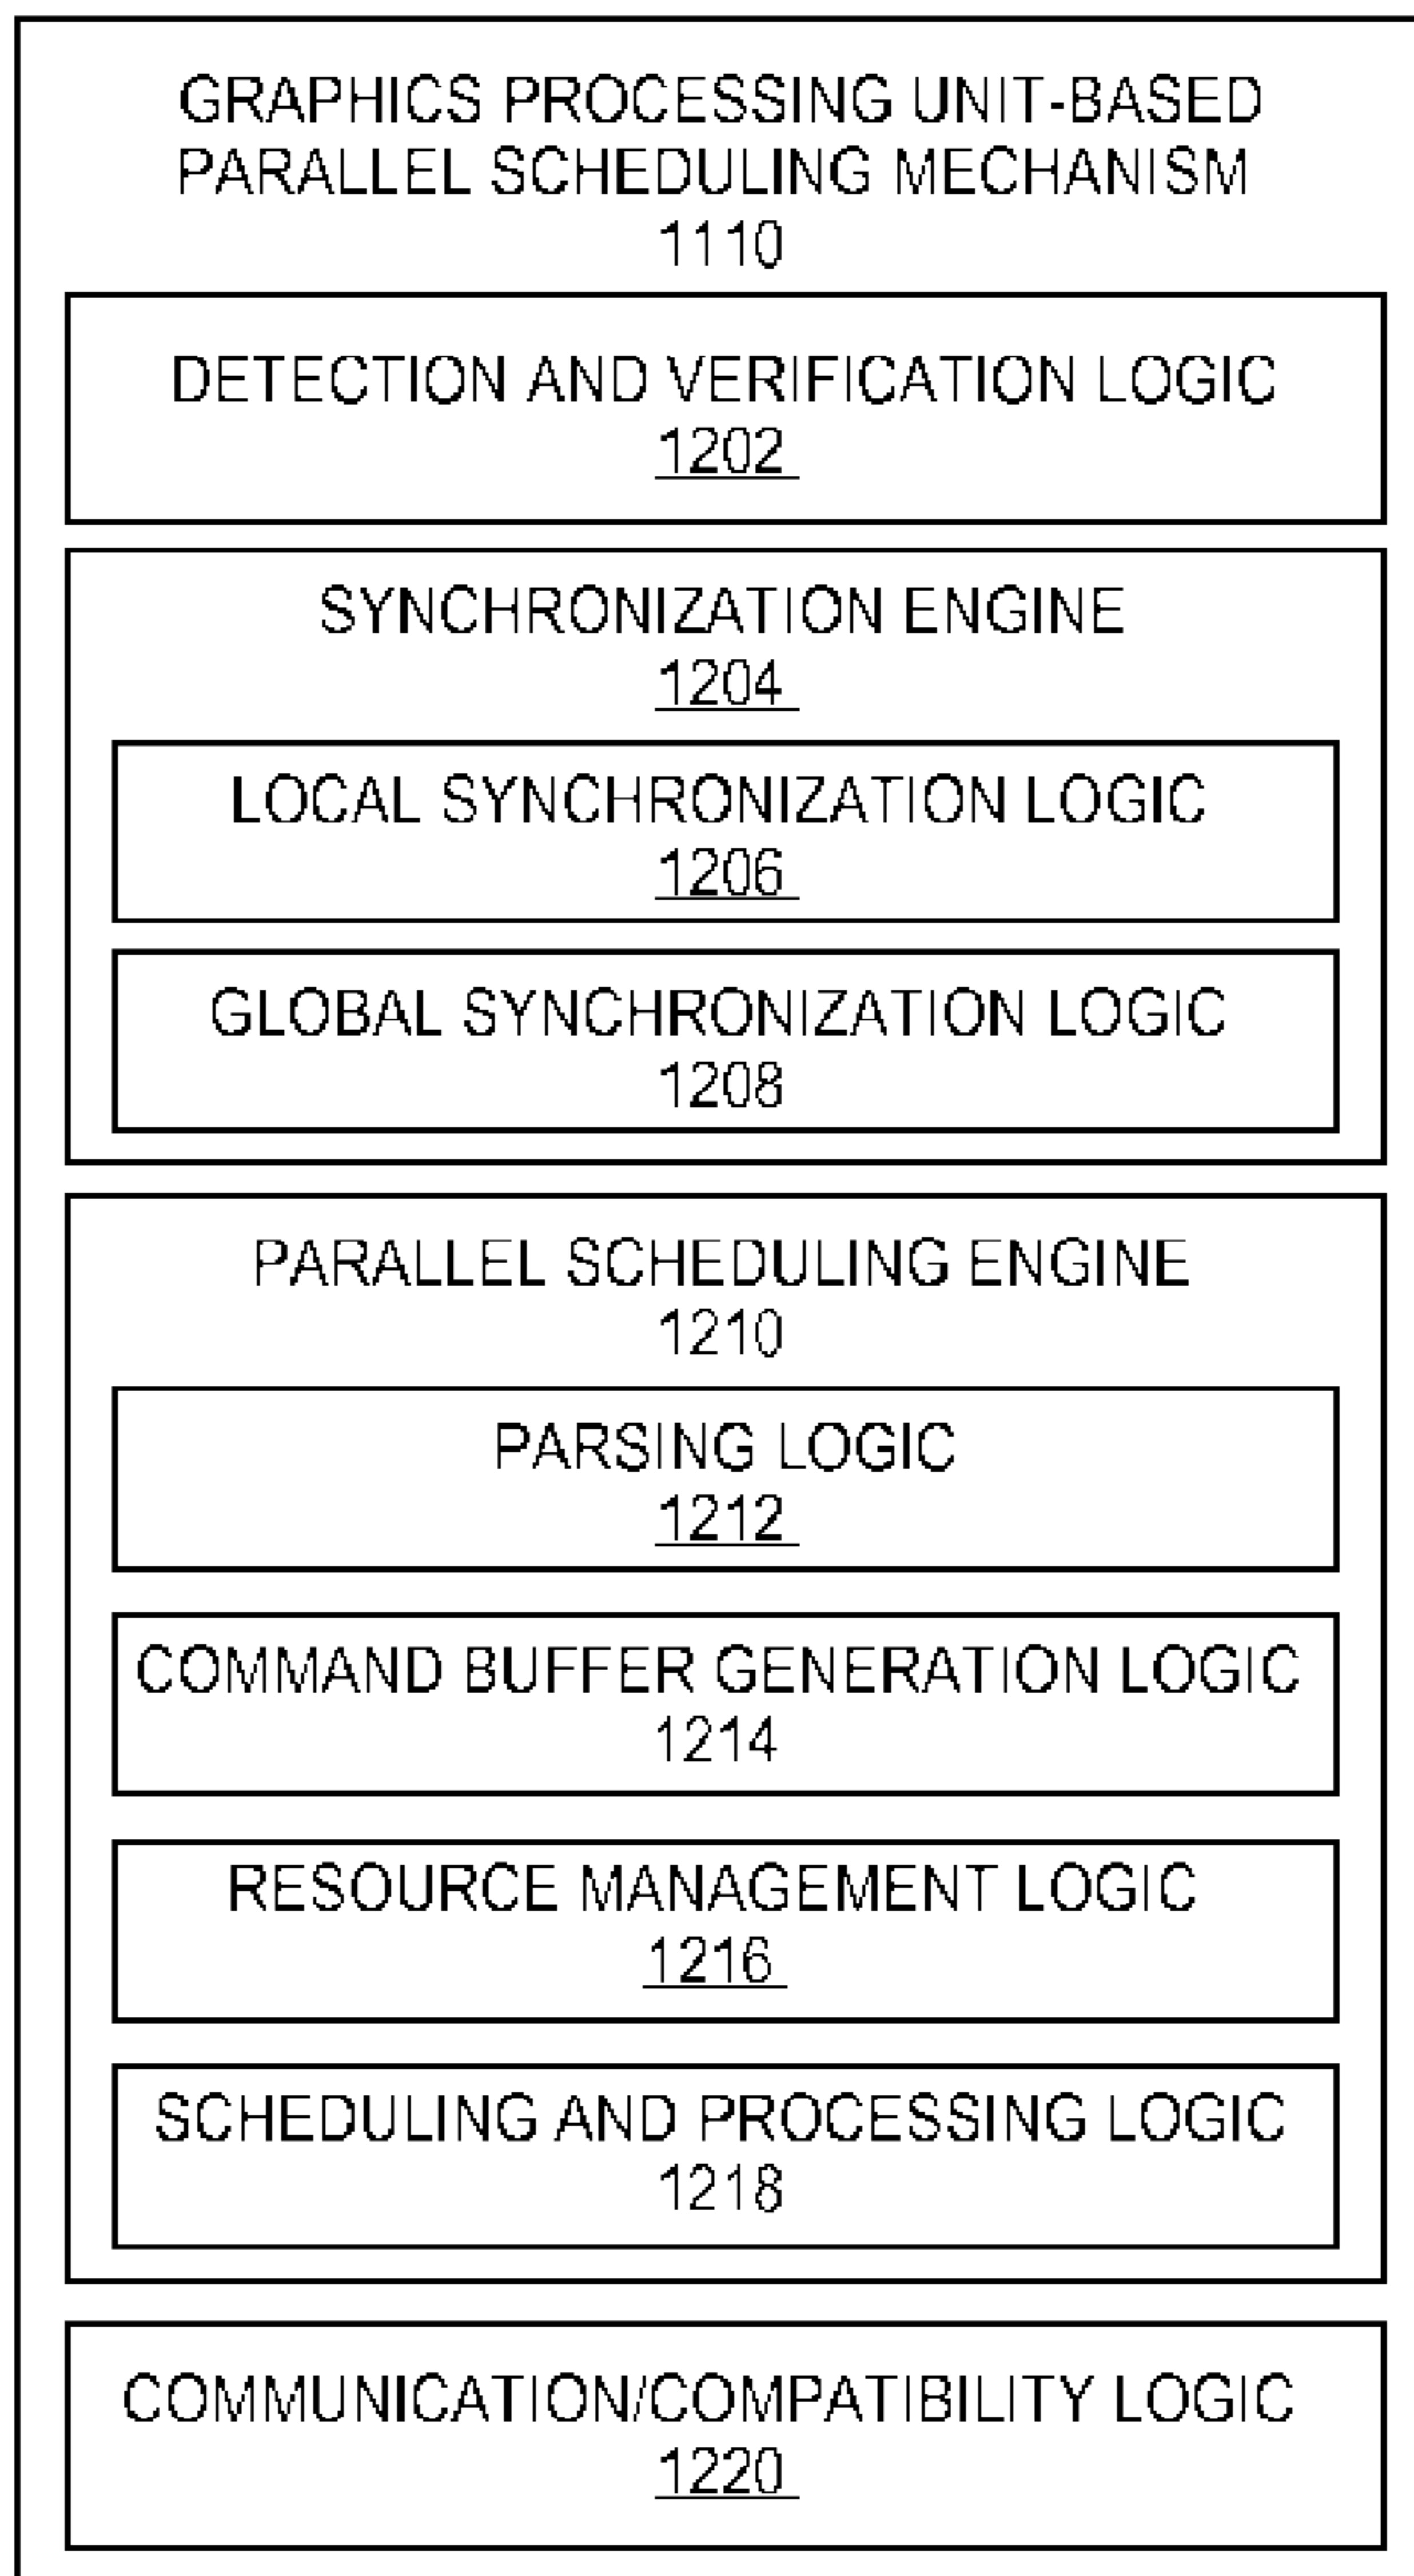 GRAPHICS PROCESSING UNIT-BASED
PARALLEL SCHEDULING MECHANISM
1110
DETECTION AND VERIFICATION LOGIC
1202
SYNCHRONIZATION ENGINE
1204
LOCAL SYNCHRONIZATION LOGIC
1206
GLOBAL SYNCHRONIZATION LOGIC
1208
PARALLEL SCHEDULING ENGINE
1210
PARSING LOGIC
1212
COMMAND BUFFER GENERATION LOGIC
1214
RESOURCE MANAGEMENT LOGIC
1216
SCHEDULING AND PROCESSING LOGIC
1218
COMMUNICATION/COMPATIBILITY LOGIC
1220